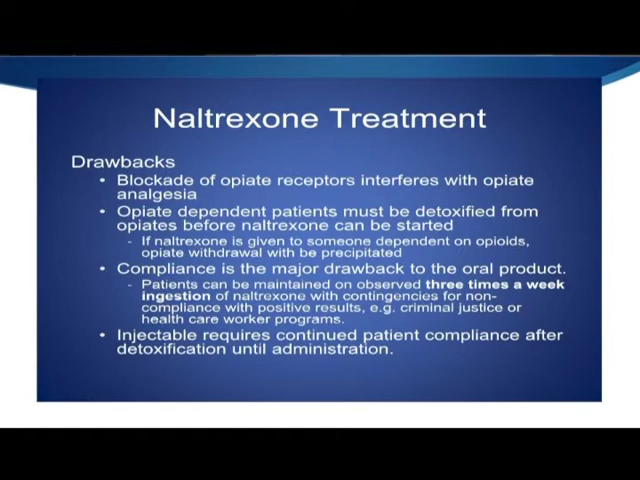 Naltrexone Treatment
Drawbacks
• Blockade of opiate receptors interferes with opiate
analgesia
• Opiate dependent patients must be detoxified from
opiates before naltrexone can be started
- If naltrexone is given to someone dependent on opioids,
opiate withdrawal with be precipitated
• Compliance is the major drawback to the oral product.
- Patients can be maintained on observed three times a week
ingestion of naltrexone with contingencies for non-
compliance with positive results, e.g. criminal justice or
health care worker programs.
• Injectable requires continued patient compliance after
detoxification until administration.